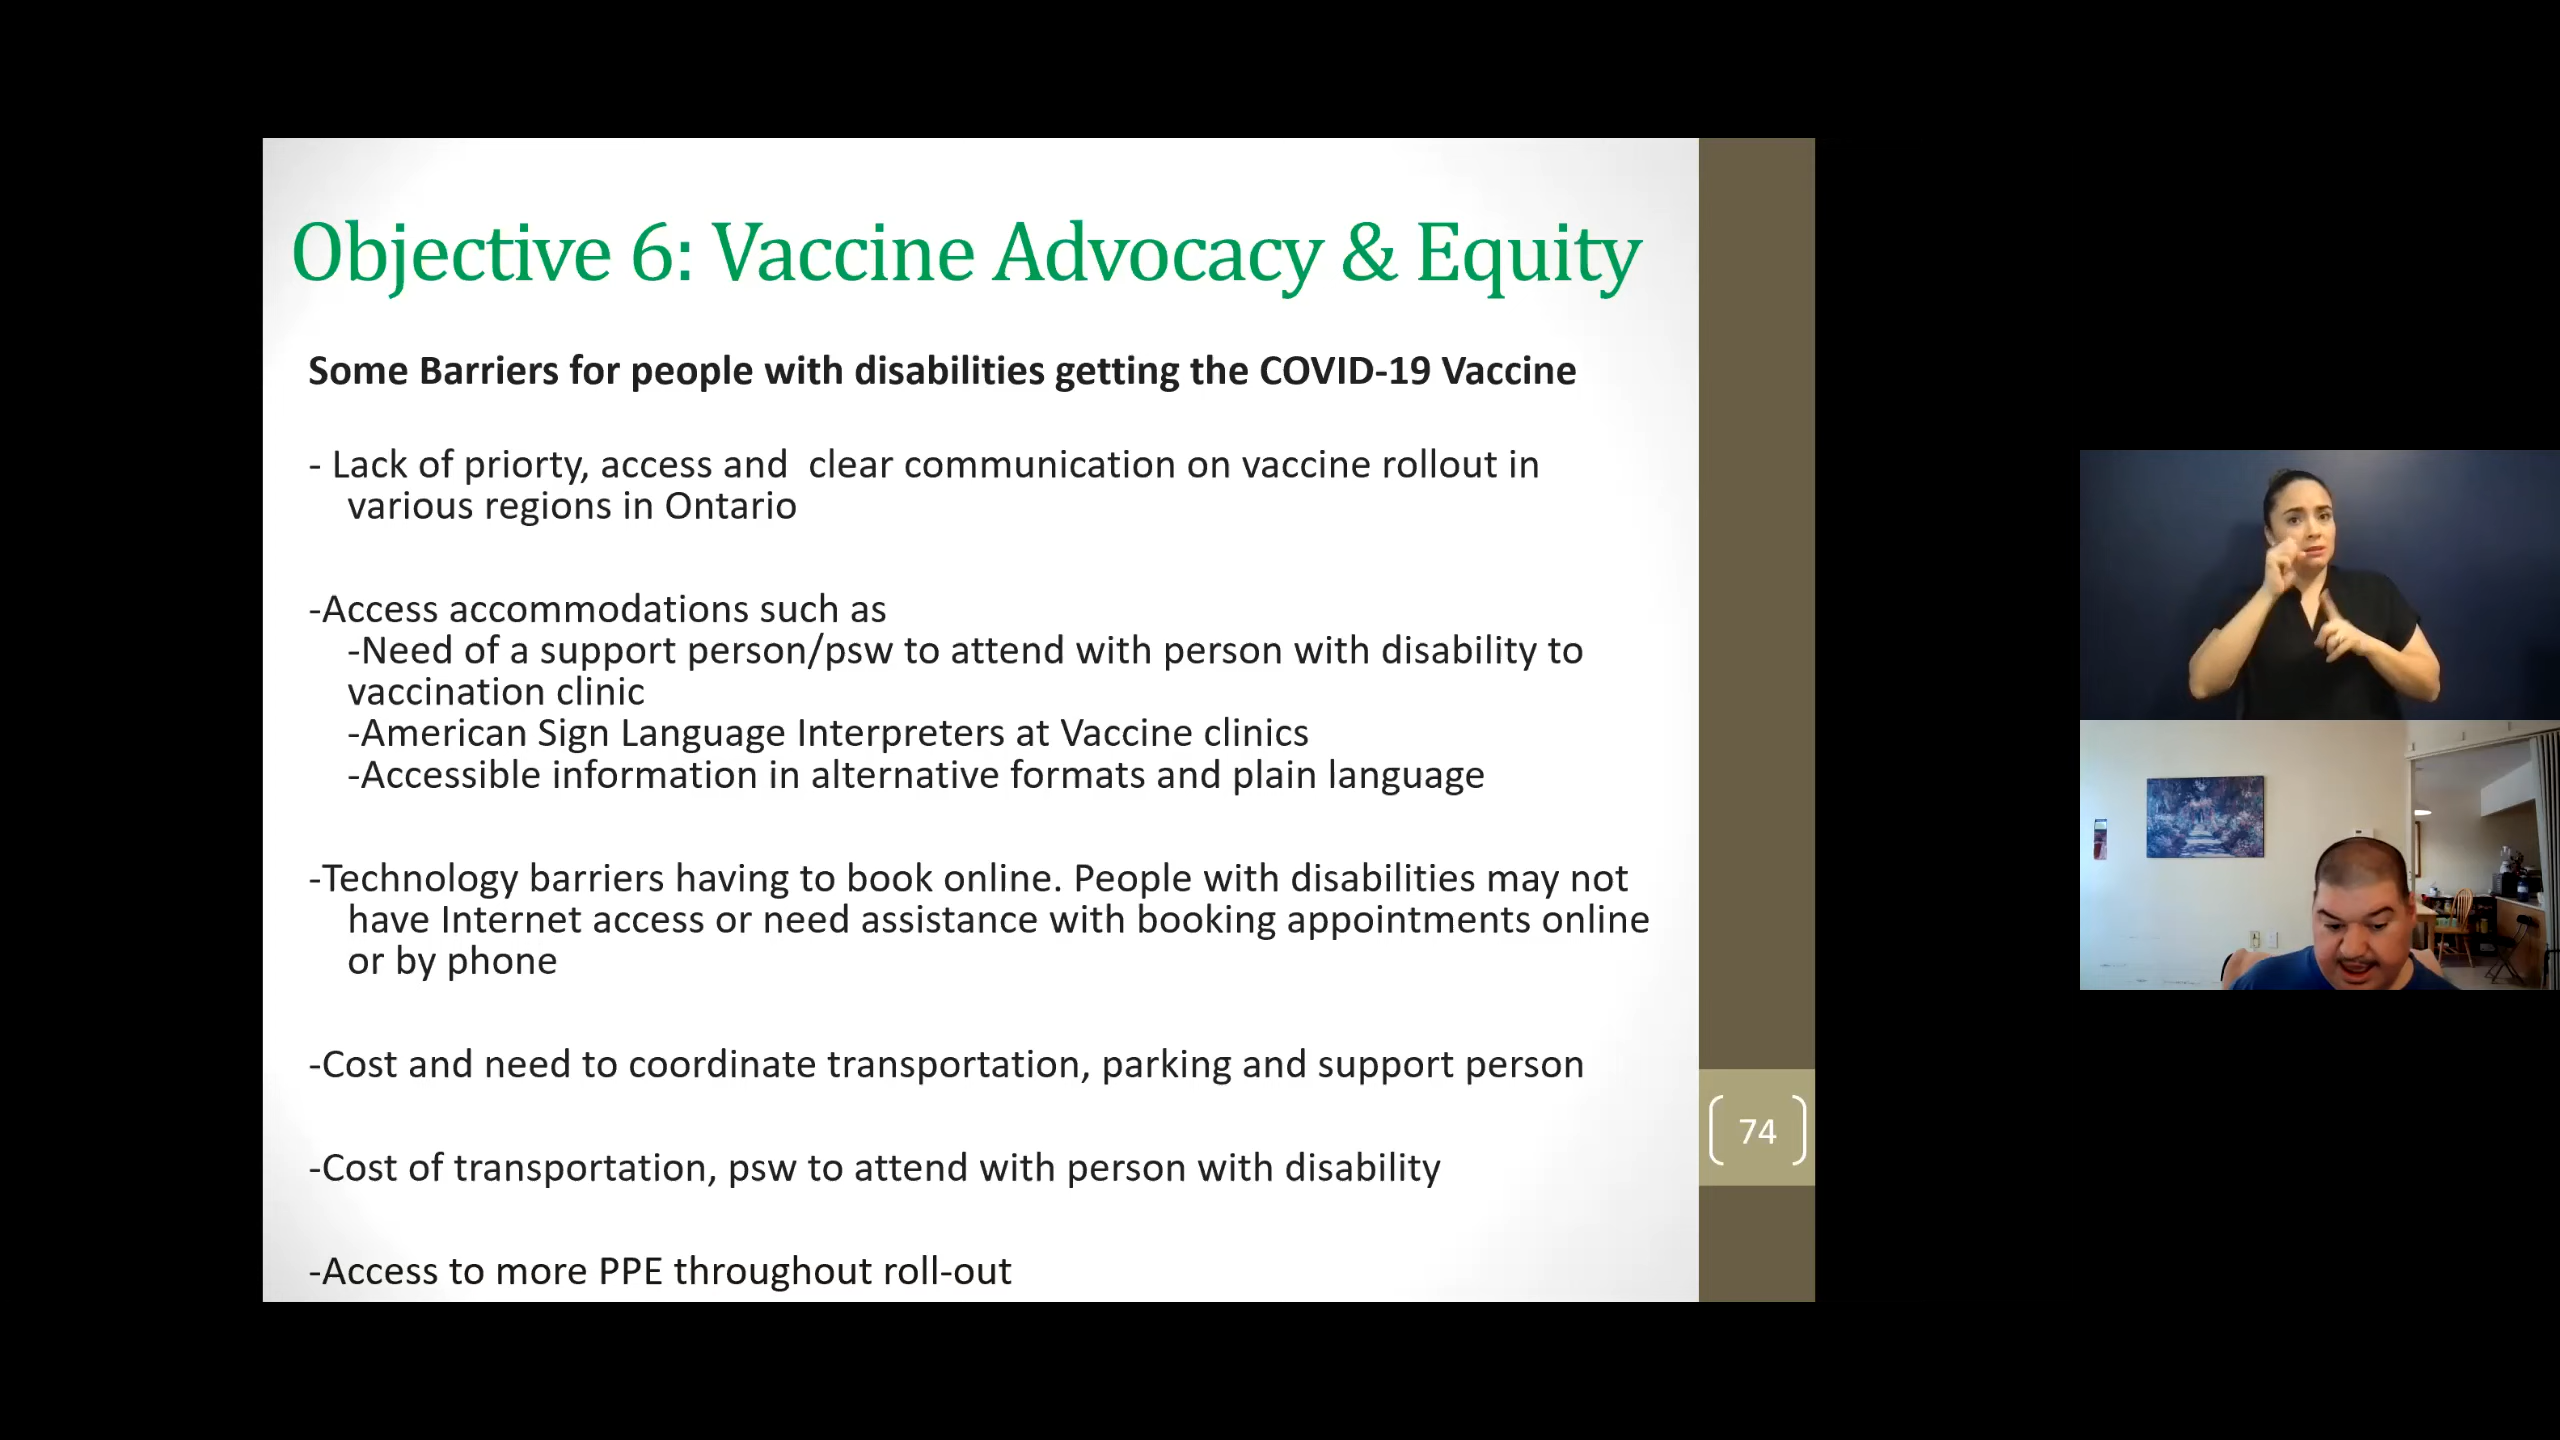 Objective 6: Vaccine Advocacy & Equity
Some Barriers for people with disabilities getting the COVID-19 Vaccine
- Lack of priorty, access and  clear communication on vaccine rollout in
various regions in Ontario
-Access accommodations such as
-Need of a support person/psw to attend with person with disability to
vaccination clinic
-American Sign Language Interpreters at Vaccine clinics
-Accessible information in alternative formats and plain language
-Technology barriers having to book online. People with disabilities may not
have Internet access or need assistance with booking appointments online
or by phone
-Cost and need to coordinate transportation, parking and support person
-Cost of transportation, psw to attend with person with disability
-Access to more PPE throughout roll-out
74